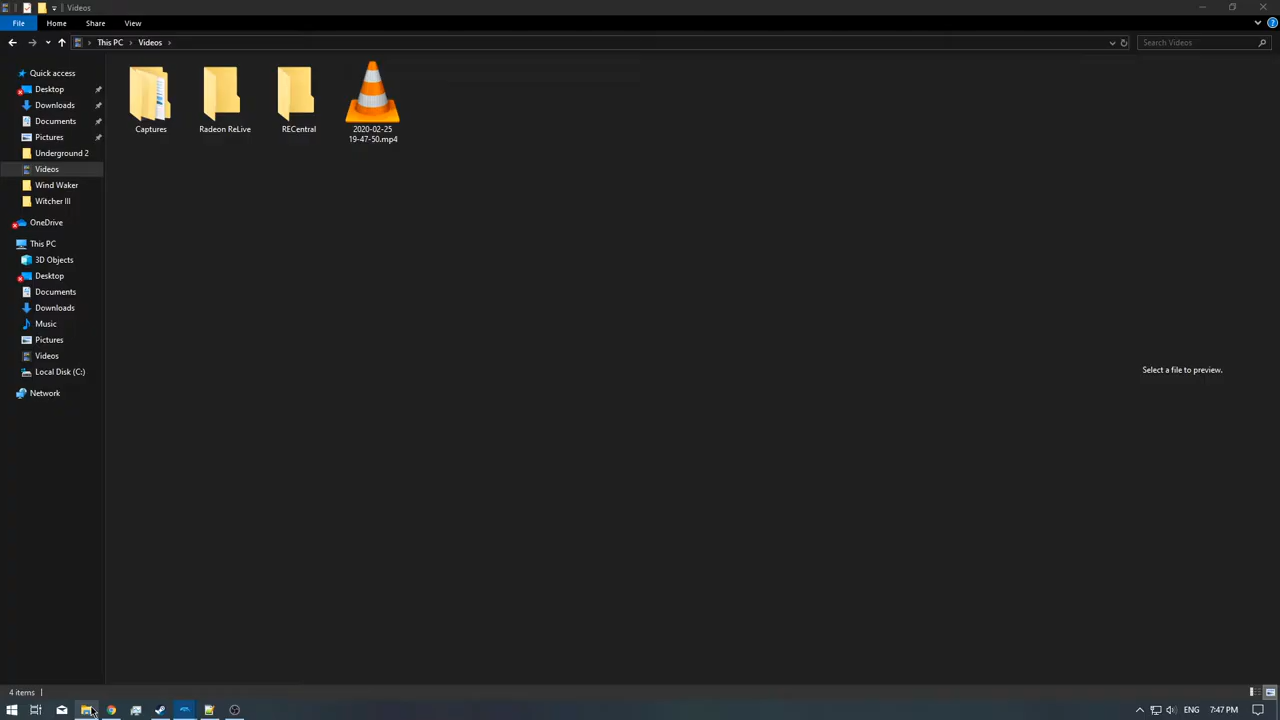 Videos
File Home Share View
This PC Videos Search Videos
Quick access
Desktop
Downloads
Documents
Pictures
Underground 2
Videos
Wind Waker
Witcher III
OneDrive
This PC
3D Objects
Desktop
Documents
Downloads
Music
Pictures
Videos
Local Disk (C:)
Network
Captures
Radeon ReLive
RECentral
2020-02-25
19-47-50.mp4
Select a file to preview.
4 items
ENG 7:47 PM